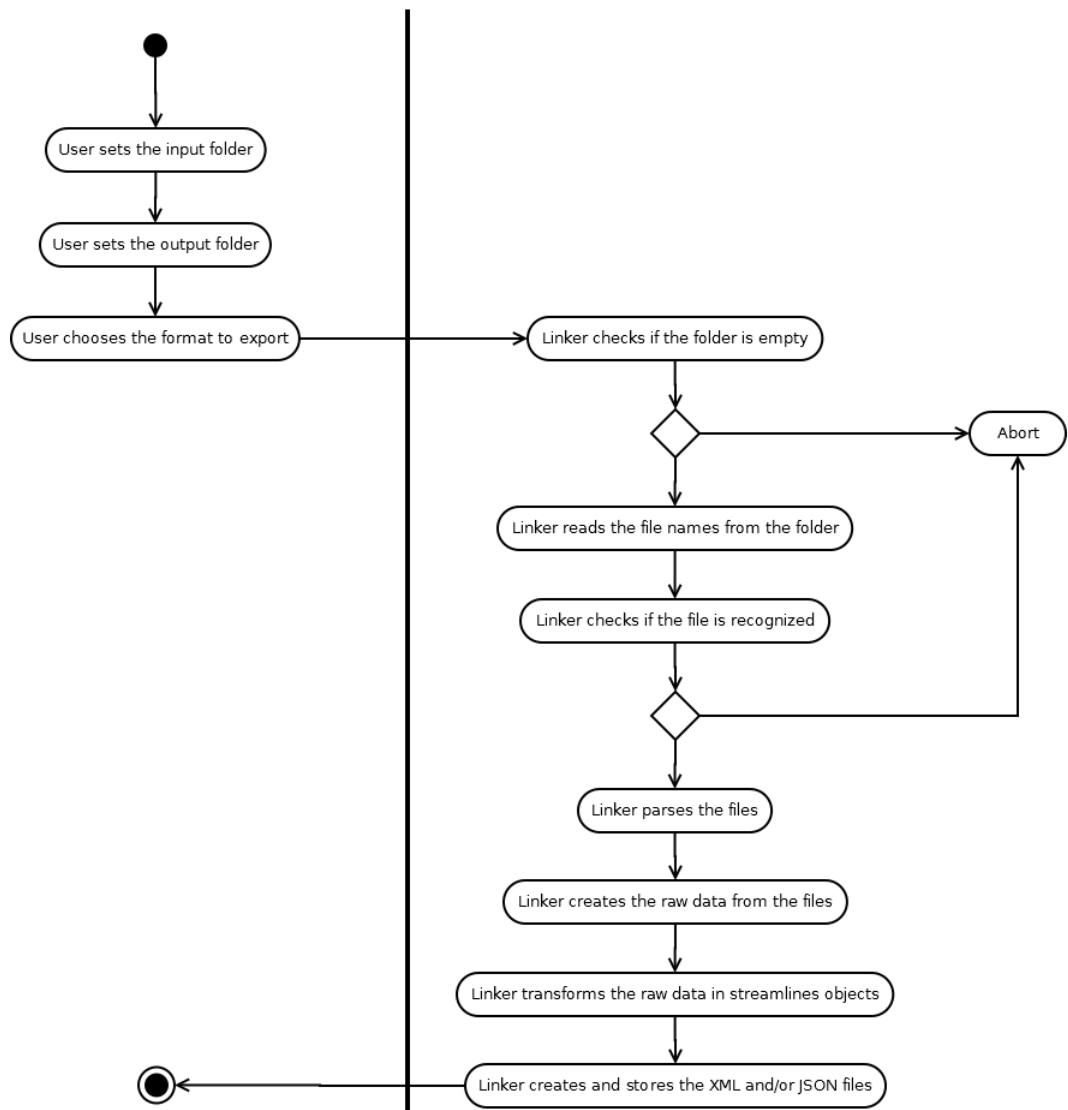 User sets the input folder
User sets the output folder
User chooses the format to export
Linker checks if the folder is empty
Abort
Linker reads the file names from the folder
Linker checks if the file is recognized
Linker parses the files
Linker creates the raw data from the files
Linker transforms the raw data in streamlines objects
Linker creates and stores the XML and/or JSON files